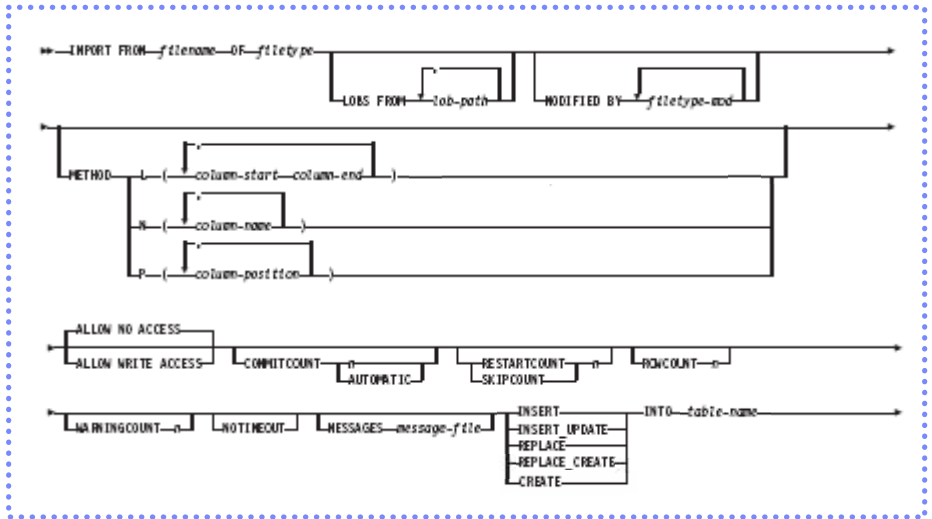 IMPORT FROM filename OF filetype
,
LOBS FROM lob-path MODIFIED BY filetype-mod
,
METHOD L ( column-start column-end )
,
N ( column-name )
,
P ( column-position )
ALLOW NO ACCESS
ALLOW WRITE ACCESS COMMITCOUNT n RESTARTCOUNT n ROWCOUNT n
AUTOMATIC SKIPCOUNT
INSERT INTO table-name
WARNINGCOUNT n NOTIMEOUT MESSAGES message-file INSERT_UPDATE
REPLACE
REPLACE_CREATE
CREATE